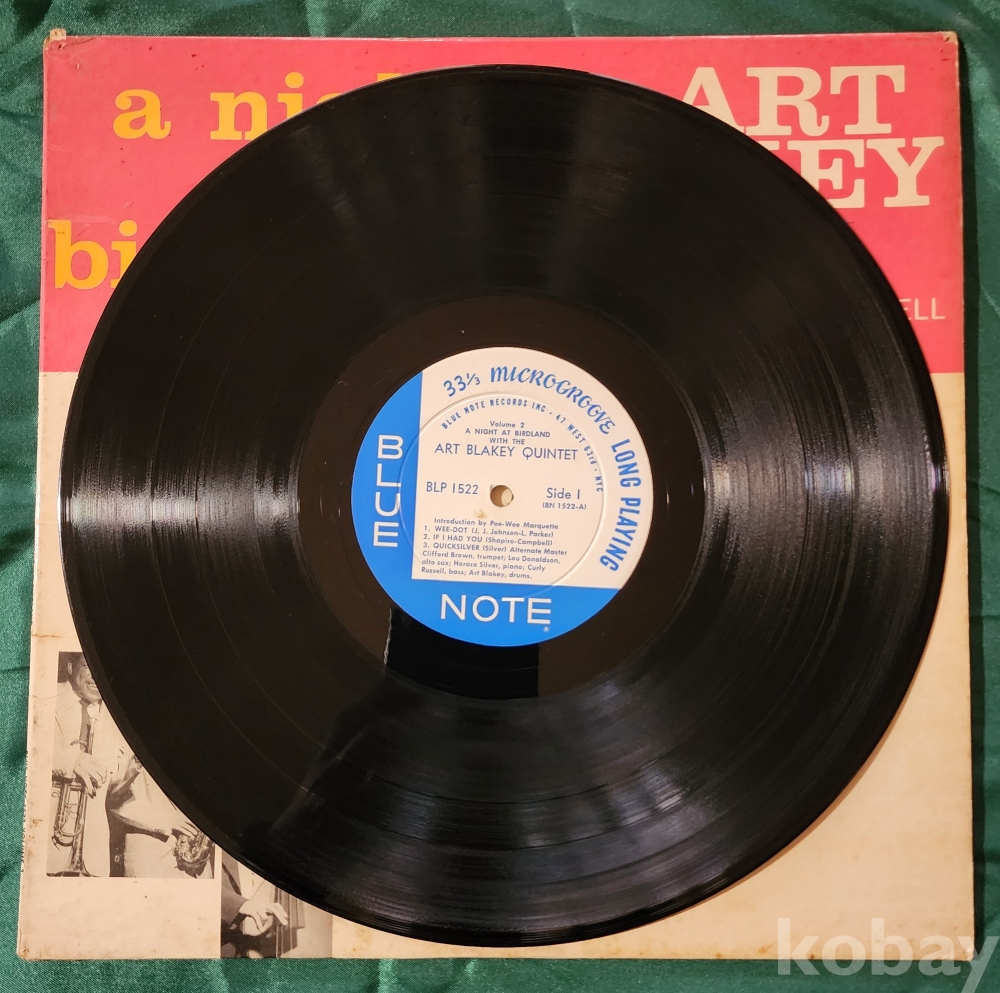 a ni
ART
KEY
bi
ELL
33⅓ MICROGROOVE LONG PLAYING
BLUE NOTE RECORDS INC · 47 WEST 63rd · NYC
Volume 2
A NIGHT AT BIRDLAND
WITH THE
ART BLAKEY QUINTET
BLP 1522
Side 1
(BN 1522-A)
Introduction by Pee-Wee Marquette
1. WEE-DOT (J. J. Johnson-L. Parker)
2. IF I HAD YOU (Shapiro-Campbell)
3. QUICKSILVER (Silver) Alternate Master
Clifford Brown, trumpet; Lou Donaldson,
alto sax; Horace Silver, piano; Curly
Russell, bass; Art Blakey, drums.
BLUE
NOTE
®
kobay